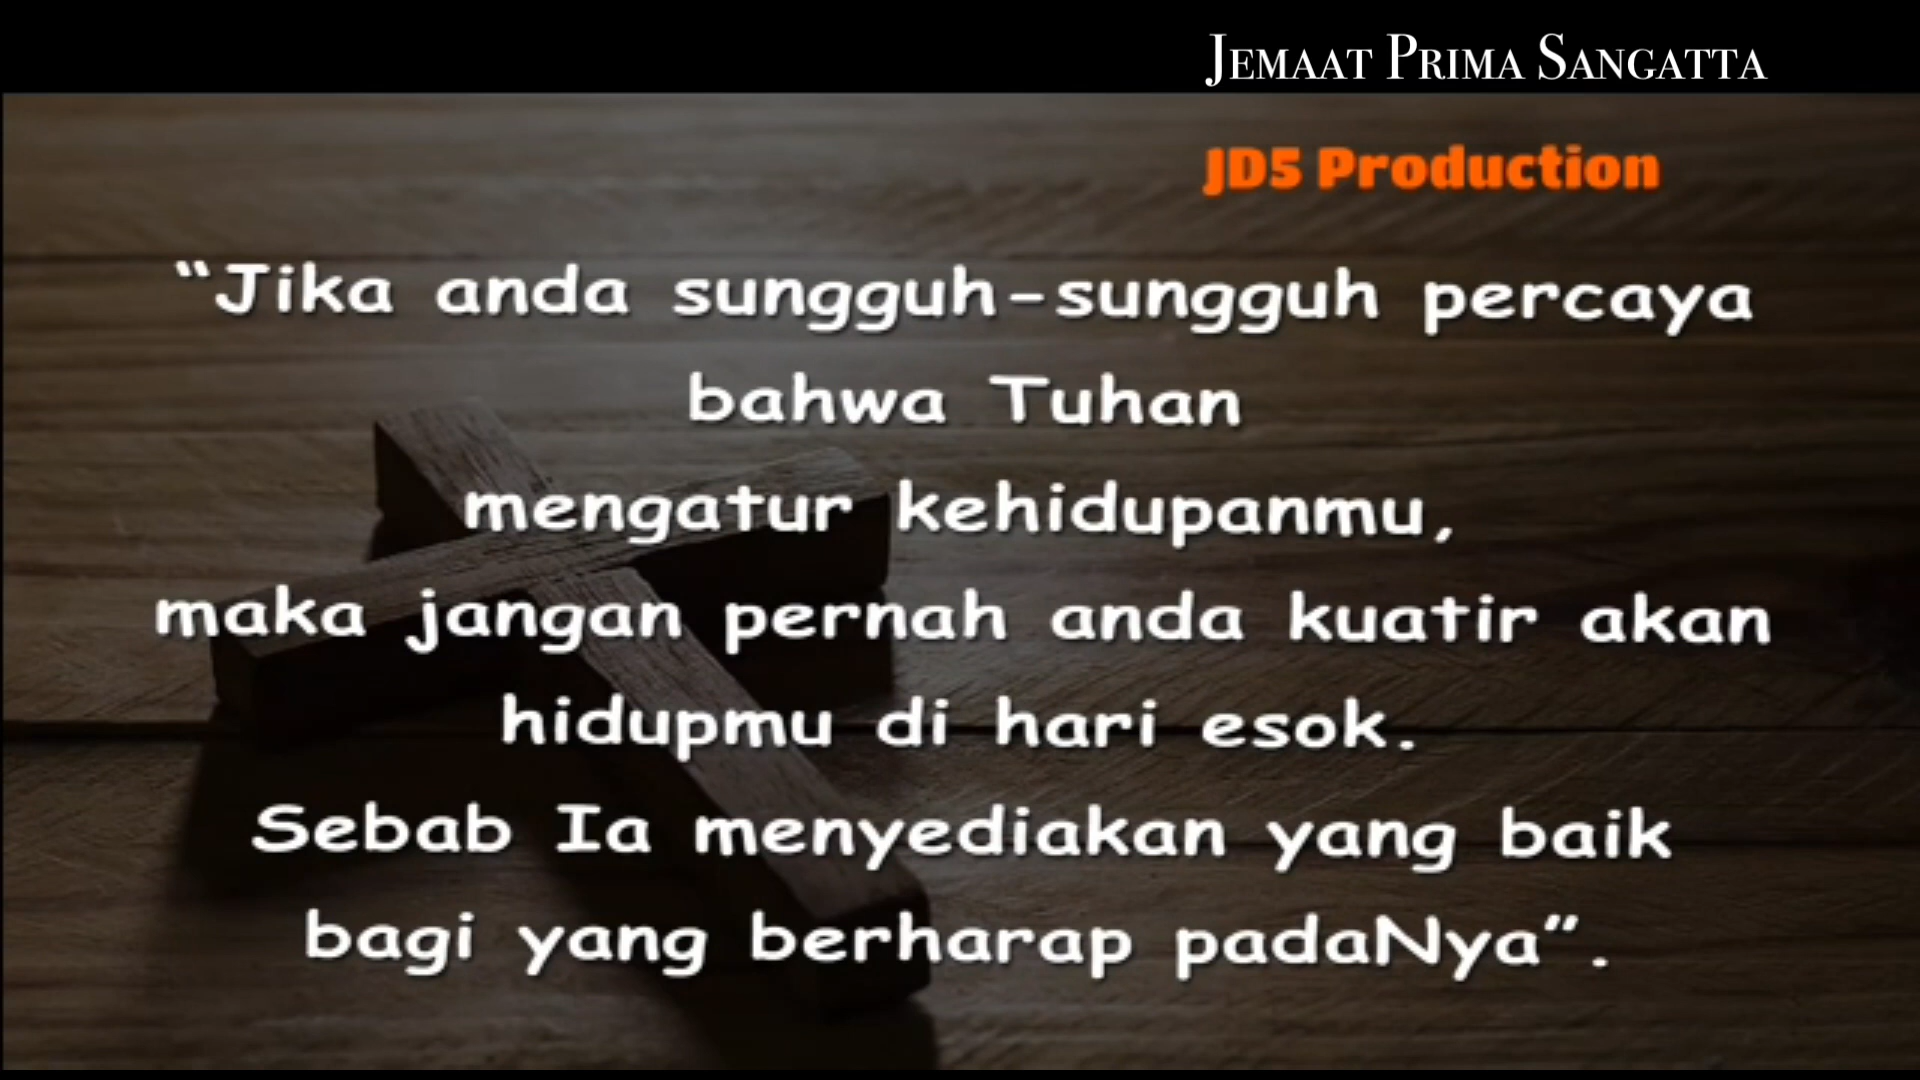 Jemaat Prima Sangatta
JD5 Production
“Jika anda sungguh-sungguh percaya
bahwa Tuhan
mengatur kehidupanmu,
maka jangan pernah anda kuatir akan
hidupmu di hari esok.
Sebab Ia menyediakan yang baik
bagi yang berharap padaNya”.